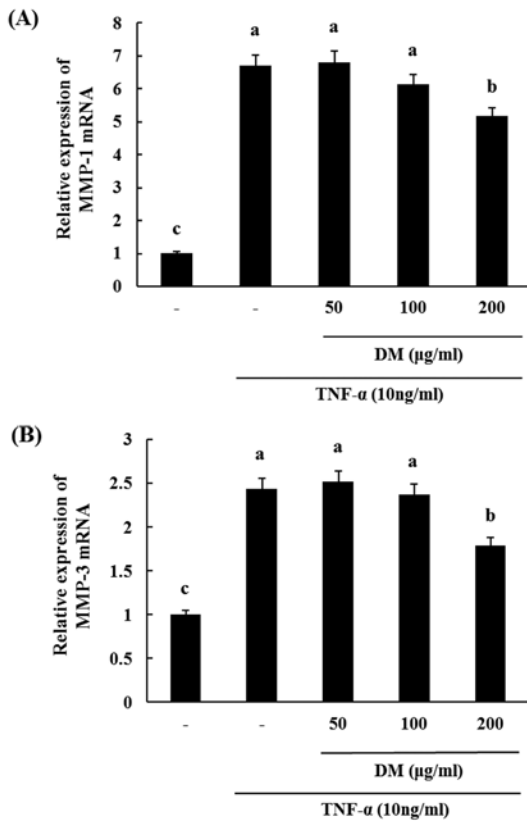 (A)
Relative expression of
MMP-1 mRNA
8
7
6
5
4
3
2
1
0
c
a
a
a
b
- - 50 100 200
DM (μg/ml)
TNF-α (10ng/ml)
(B)
Relative expression of
MMP-3 mRNA
3
2.5
2
1.5
1
0.5
0
c
a
a
a
b
- - 50 100 200
DM (μg/ml)
TNF-α (10ng/ml)